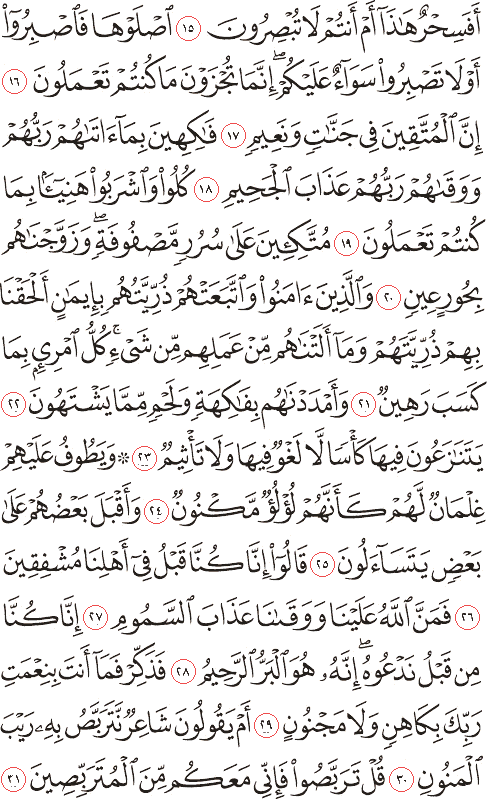 أَفَسِحْرٌ هَٰذَآ أَمْ أَنتُمْ لَا تُبْصِرُونَ ١٥ ٱصْلَوْهَا فَٱصْبِرُوٓا۟
أَوْ لَا تَصْبِرُوا۟ سَوَآءٌ عَلَيْكُمْ ۖ إِنَّمَا تُجْزَوْنَ مَا كُنتُمْ تَعْمَلُونَ ١٦
إِنَّ ٱلْمُتَّقِينَ فِى جَنَّٰتٍ وَنَعِيمٍ ١٧ فَٰكِهِينَ بِمَآ ءَاتَىٰهُمْ رَبُّهُمْ
وَوَقَىٰهُمْ رَبُّهُمْ عَذَابَ ٱلْجَحِيمِ ١٨ كُلُوا۟ وَٱشْرَبُوا۟ هَنِيٓـًٔۢا بِمَا
كُنتُمْ تَعْمَلُونَ ١٩ مُتَّكِـِٔينَ عَلَىٰ سُرُرٍ مَّصْفُوفَةٍ ۖ وَزَوَّجْنَٰهُم
بِحُورٍ عِينٍ ٢٠ وَٱلَّذِينَ ءَامَنُوا۟ وَٱتَّبَعَتْهُمْ ذُرِّيَّتُهُم بِإِيمَٰنٍ أَلْحَقْنَا
بِهِمْ ذُرِّيَّتَهُمْ وَمَآ أَلَتْنَٰهُم مِّنْ عَمَلِهِم مِّن شَىْءٍ ۚ كُلُّ ٱمْرِئٍۭ بِمَا
كَسَبَ رَهِينٌ ٢١ وَأَمْدَدْنَٰهُم بِفَٰكِهَةٍ وَلَحْمٍ مِّمَّا يَشْتَهُونَ ٢٢
يَتَنَٰزَعُونَ فِيهَا كَأْسًا لَّا لَغْوٌ فِيهَا وَلَا تَأْثِيمٌ ٢٣ ۞ وَيَطُوفُ عَلَيْهِمْ
غِلْمَانٌ لَّهُمْ كَأَنَّهُمْ لُؤْلُؤٌ مَّكْنُونٌ ٢٤ وَأَقْبَلَ بَعْضُهُمْ عَلَىٰ
بَعْضٍ يَتَسَآءَلُونَ ٢٥ قَالُوٓا۟ إِنَّا كُنَّا قَبْلُ فِىٓ أَهْلِنَا مُشْفِقِينَ
٢٦ فَمَنَّ ٱللَّهُ عَلَيْنَا وَوَقَىٰنَا عَذَابَ ٱلسَّمُومِ ٢٧ إِنَّا كُنَّا
مِن قَبْلُ نَدْعُوهُ ۖ إِنَّهُۥ هُوَ ٱلْبَرُّ ٱلرَّحِيمُ ٢٨ فَذَكِّرْ فَمَآ أَنتَ بِنِعْمَتِ
رَبِّكَ بِكَاهِنٍ وَلَا مَجْنُونٍ ٢٩ أَمْ يَقُولُونَ شَاعِرٌ نَّتَرَبَّصُ بِهِۦ رَيْبَ
ٱلْمَنُونِ ٣٠ قُلْ تَرَبَّصُوا۟ فَإِنِّى مَعَكُم مِّنَ ٱلْمُتَرَبِّصِينَ ٣١